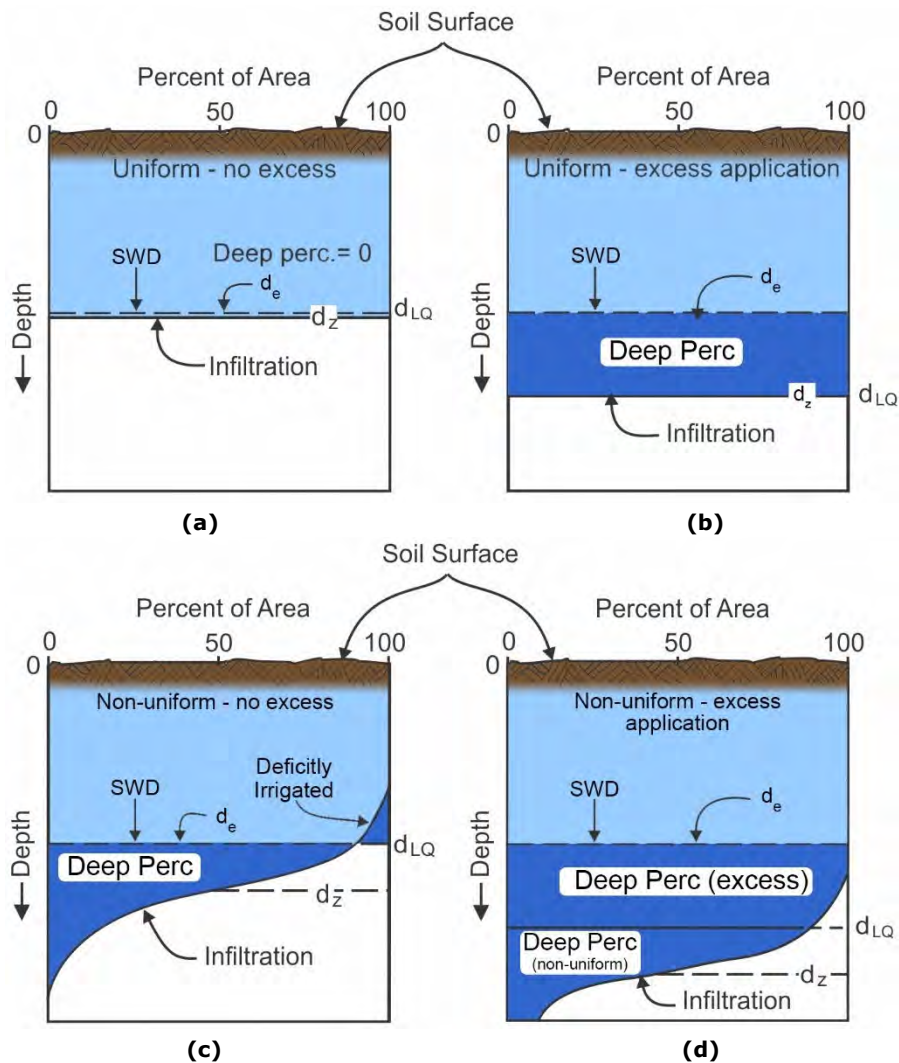 Soil Surface
Percent of Area
0 50 100
0
Uniform - no excess
Deep perc.= 0
SWD
d_e
d_z
d_LQ
Infiltration
Depth
(a)
Percent of Area
0 50 100
Uniform - excess application
SWD
d_e
Deep Perc
d_z
d_LQ
Infiltration
Depth
(b)
Soil Surface
Percent of Area
0 50 100
0
Non-uniform - no excess
Deficitly
Irrigated
SWD
d_e
d_LQ
Deep Perc
d_z
Infiltration
Depth
(c)
Percent of Area
0 50 100
Non-uniform - excess
application
SWD
d_e
Deep Perc (excess)
d_LQ
Deep Perc
(non-uniform)
d_z
Infiltration
Depth
(d)